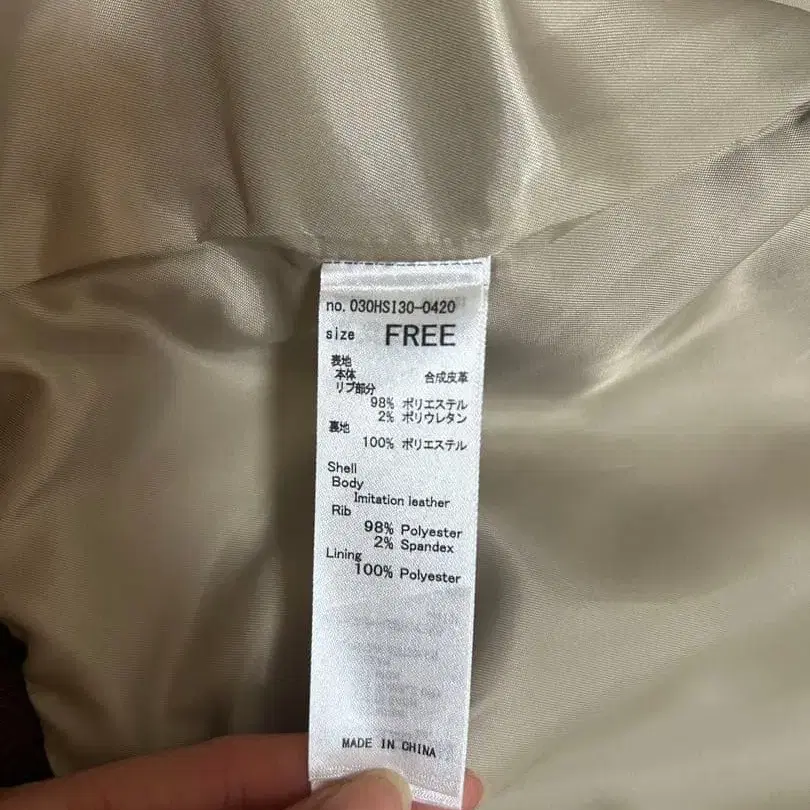 no. 030HSI30-0420
size FREE
表地
本体 合成皮革
リブ部分
98% ポリエステル
2% ポリウレタン
裏地
100% ポリエステル
Shell
Body
Imitation leather
Rib
98% Polyester
2% Spandex
Lining
100% Polyester
MADE IN CHINA